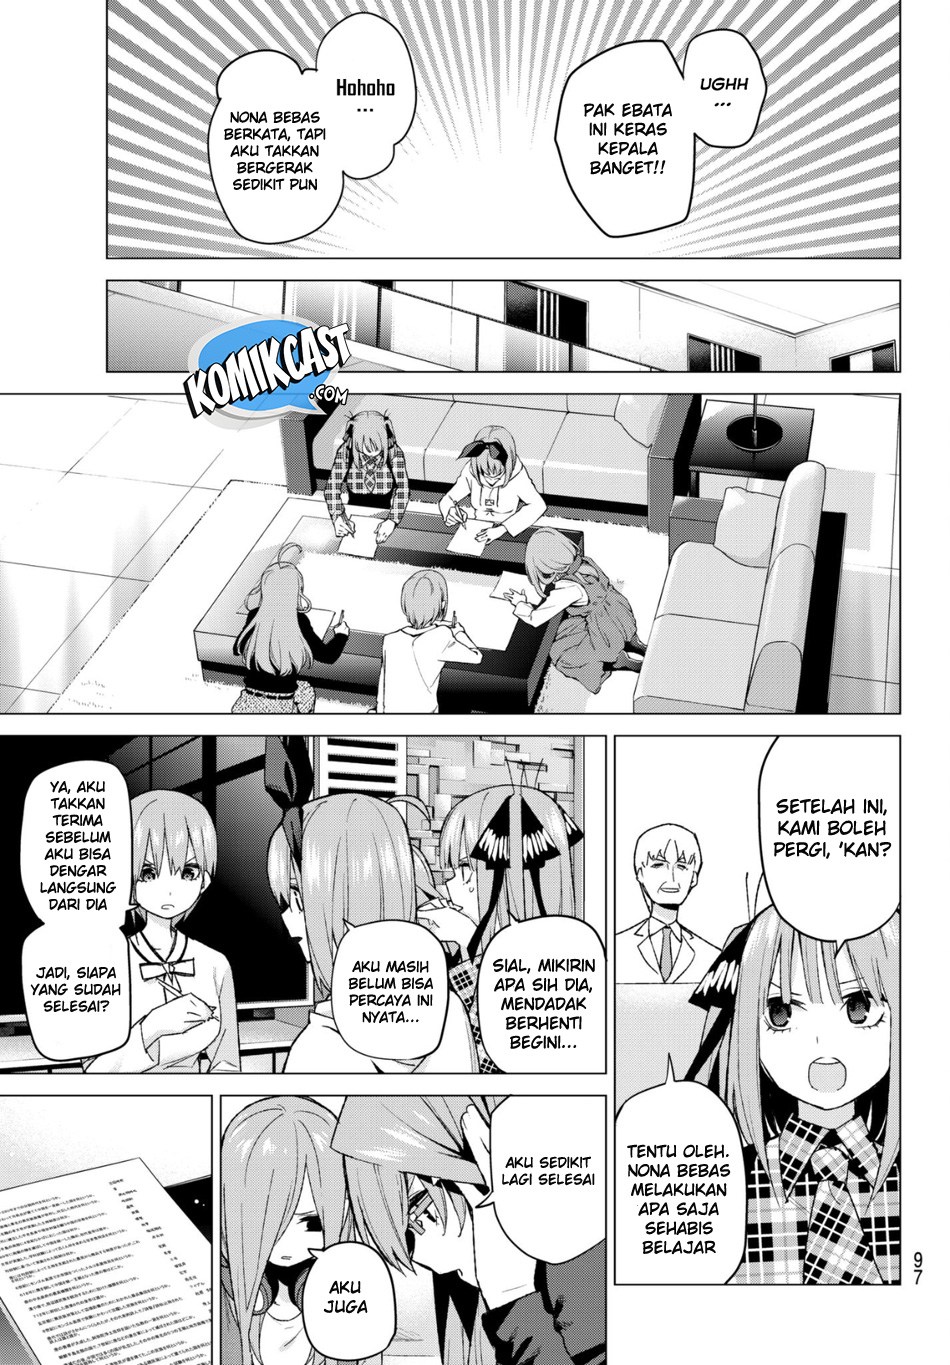 UGHH
...
PAK EBATA
INI KERAS
KEPALA
BANGET!!
Hohoho
...
NONA BEBAS
BERKATA, TAPI
AKU TAKKAN
BERGERAK
SEDIKIT PUN
KOMIKCAST
.COM
SETELAH INI,
KAMI BOLEH
PERGI, 'KAN?
TENTU OLEH.
NONA BEBAS
MELAKUKAN
APA SAJA
SEHABIS
BELAJAR
SIAL, MIKIRIN
APA SIH DIA,
MENDADAK
BERHENTI
BEGINI...
AKU MASIH
BELUM BISA
PERCAYA INI
NYATA...
YA, AKU
TAKKAN
TERIMA
SEBELUM
AKU BISA
DENGAR
LANGSUNG
DARI DIA
JADI, SIAPA
YANG SUDAH
SELESAI?
AKU SEDIKIT
LAGI SELESAI
AKU
JUGA
97